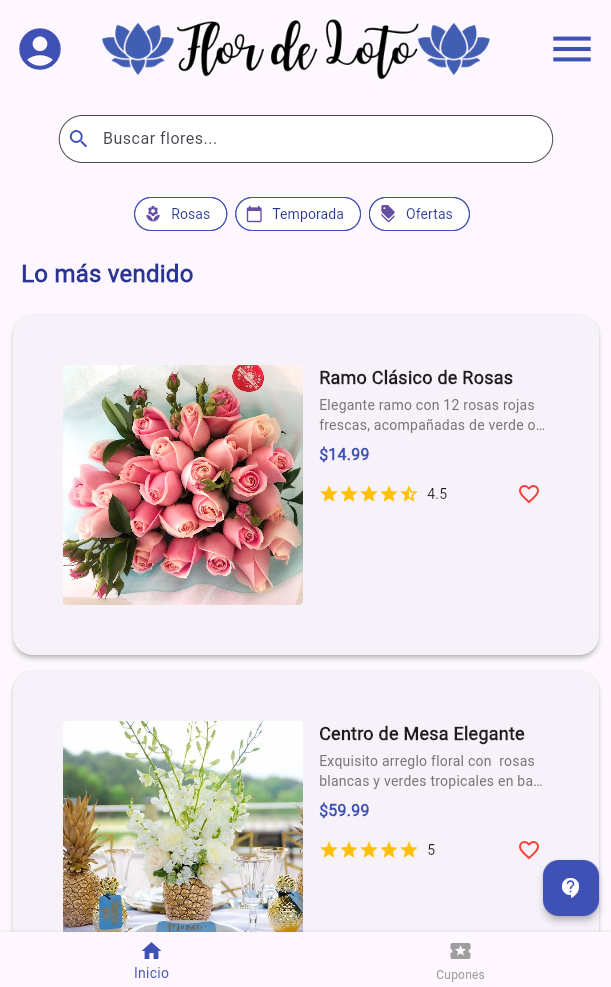 Flor de Loto
Buscar flores...
Rosas
Temporada
Ofertas
Lo más vendido
Ramo Clásico de Rosas
Elegante ramo con 12 rosas rojas
frescas, acompañadas de verde o…
$14.99
4.5
Centro de Mesa Elegante
Exquisito arreglo floral con  rosas
blancas y verdes tropicales en ba…
$59.99
5
Inicio
Cupones